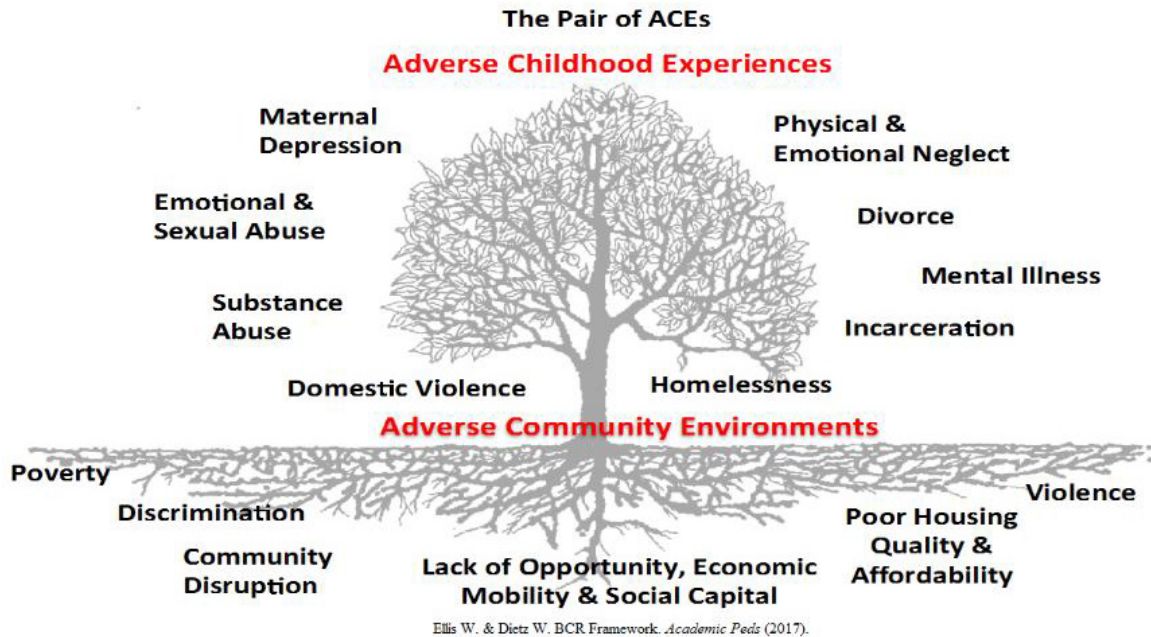 The Pair of ACEs
Adverse Childhood Experiences
Maternal
Depression
Physical &
Emotional Neglect
Emotional &
Sexual Abuse
Divorce
Mental Illness
Substance
Abuse
Incarceration
Domestic Violence
Homelessness
Adverse Community Environments
Poverty
Violence
Discrimination
Poor Housing
Quality &
Affordability
Community
Disruption
Lack of Opportunity, Economic
Mobility & Social Capital
Ellis W. & Dietz W. BCR Framework. Academic Peds (2017).